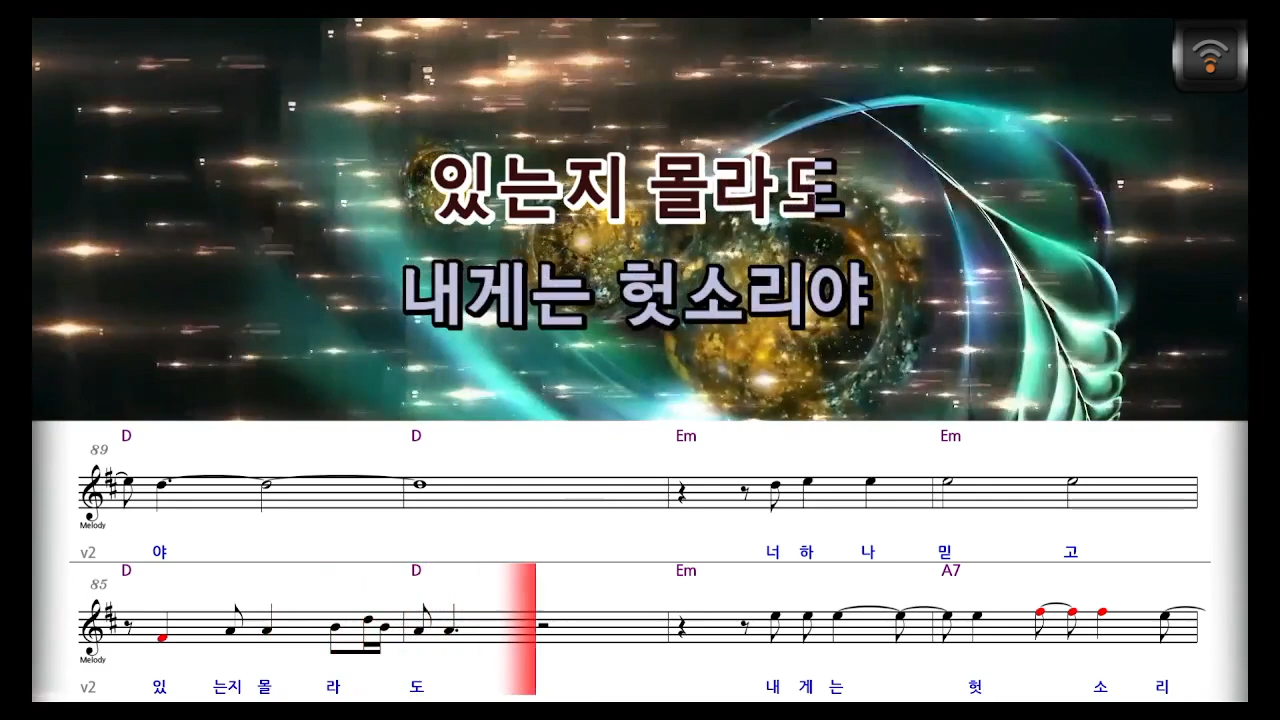 있는지 몰라도
내게는 헛소리야
D D Em Em
89
Melody
v2 야 너 하 나 믿 고
D D Em A7
85
Melody
v2 있 는지 몰 라 도 내 게 는 헛 소 리